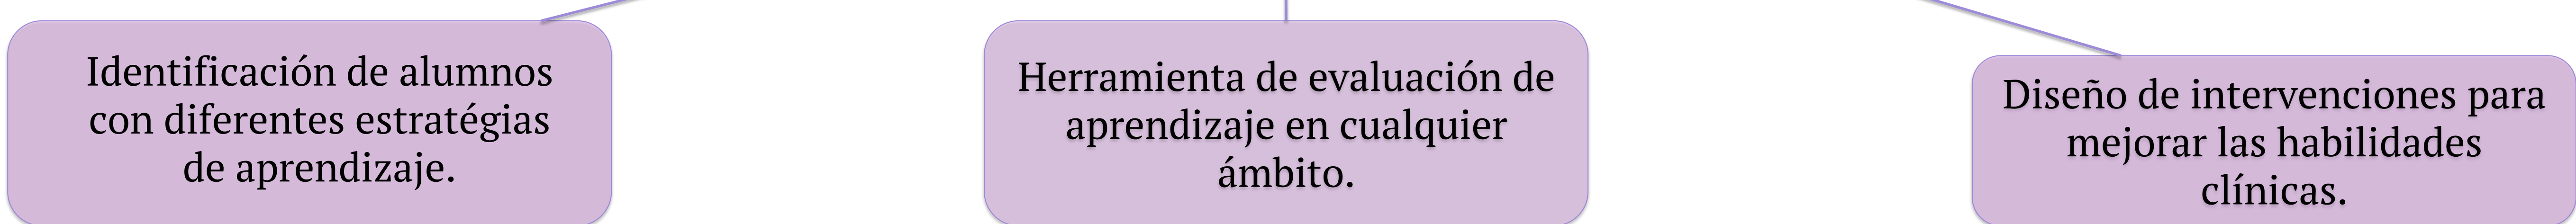 Identificación de alumnos
con diferentes estratégias
de aprendizaje.
Herramienta de evaluación de
aprendizaje en cualquier
ámbito.
Diseño de intervenciones para
mejorar las habilidades
clínicas.